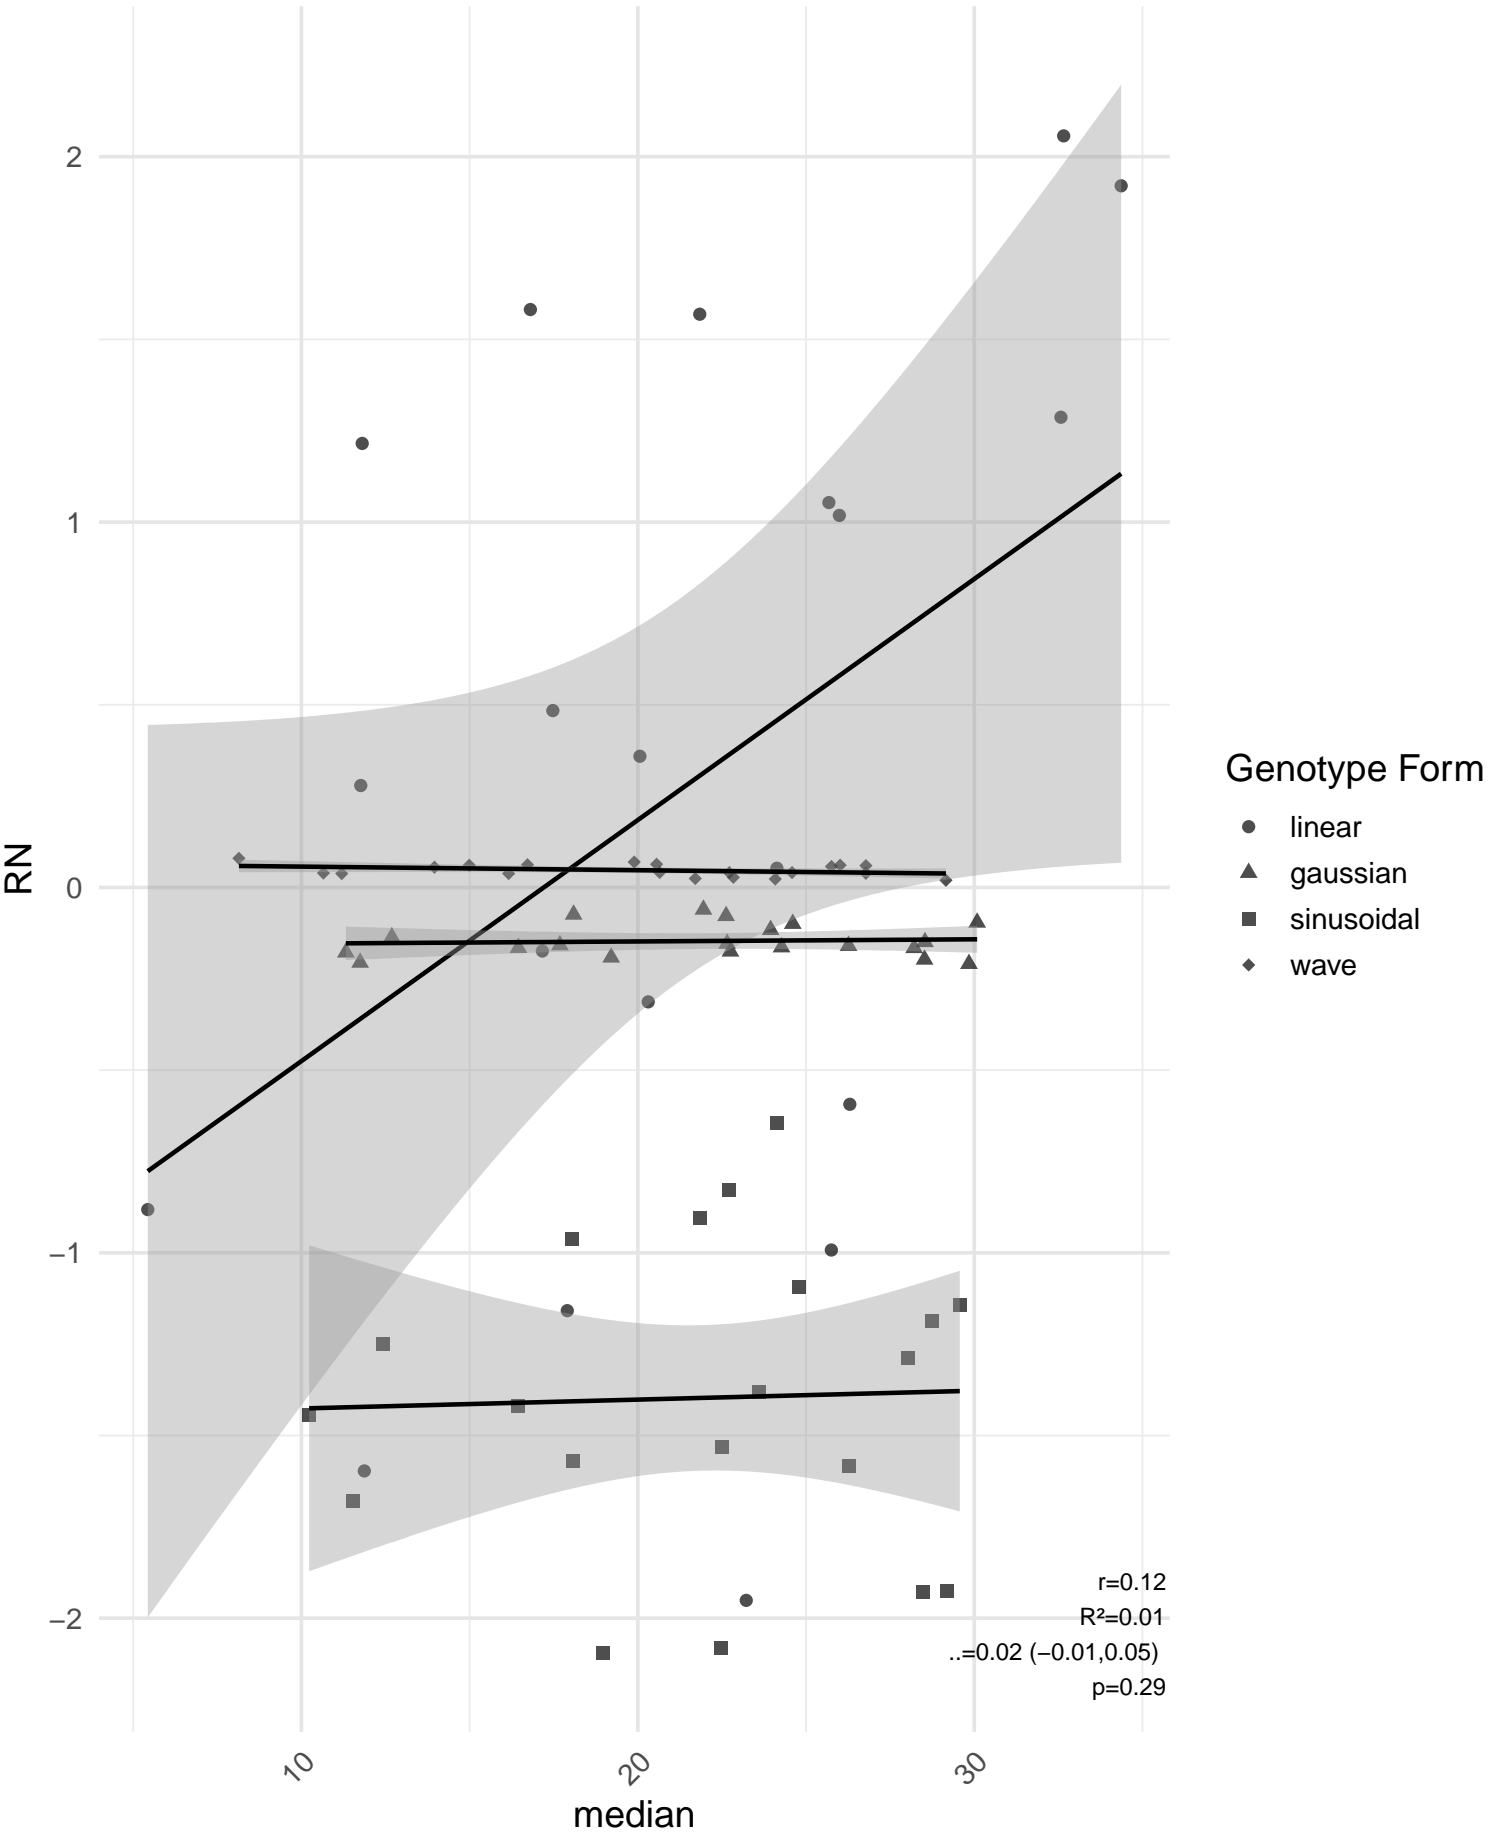 2
1
0
−1
−2
RN
10
20
30
median
Genotype Form
linear
gaussian
sinusoidal
wave
r=0.12
R²=0.01
..=0.02 (−0.01,0.05)
p=0.29